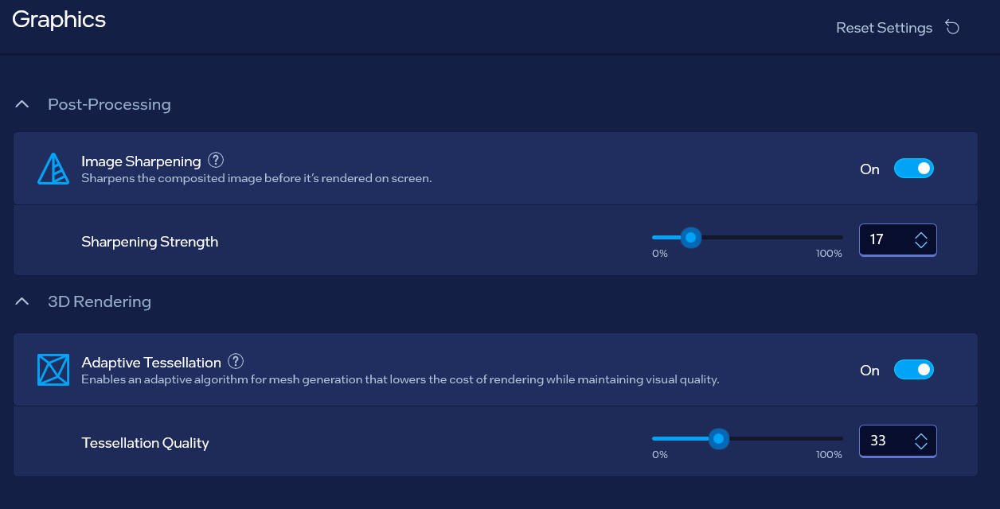 Graphics
Reset Settings
Post-Processing
Image Sharpening ?
Sharpens the composited image before it’s rendered on screen.
On
Sharpening Strength
0%
100%
17
3D Rendering
Adaptive Tessellation ?
Enables an adaptive algorithm for mesh generation that lowers the cost of rendering while maintaining visual quality.
On
Tessellation Quality
0%
100%
33